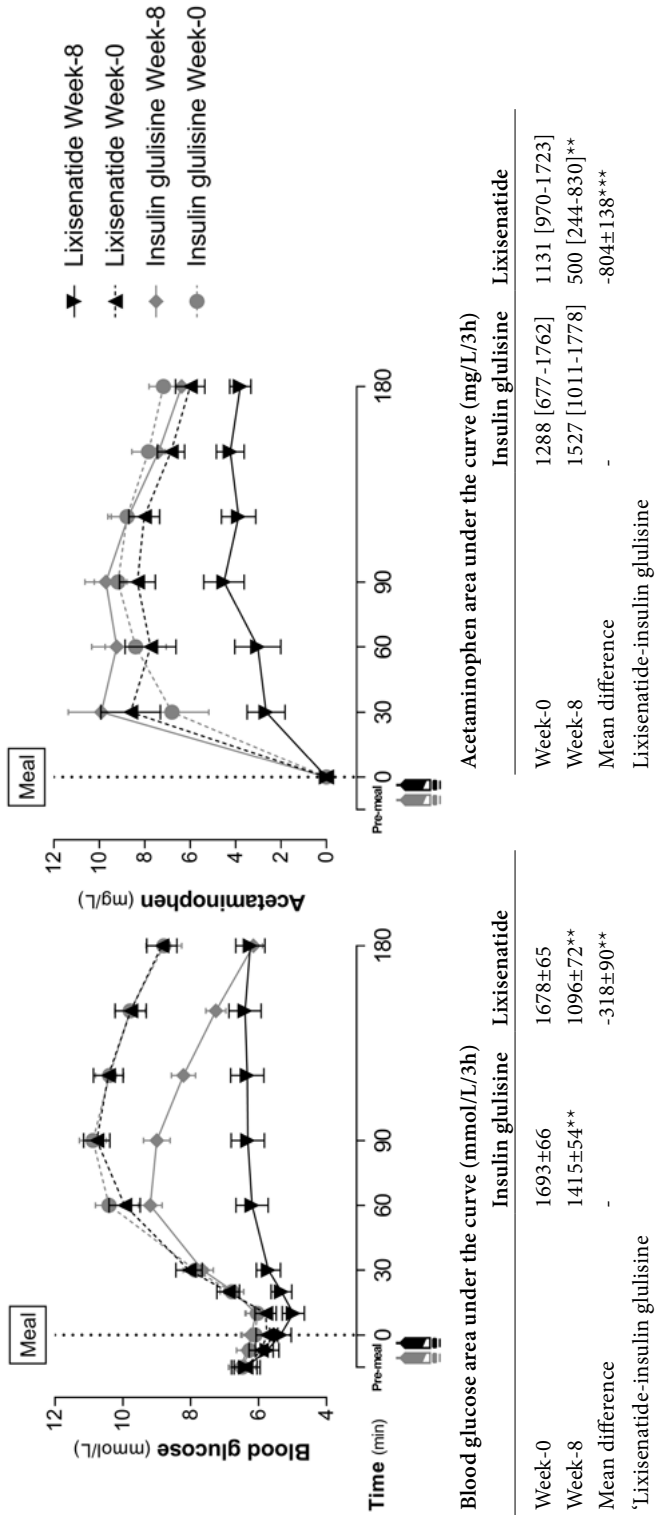 Meal
Blood glucose (mmol/L)
12
10
8
6
4
Pre-meal
0
30
60
90
180
Time (min)
Meal
Acetaminophen (mg/L)
12
10
8
6
4
2
0
Pre-meal
0
30
60
90
180
Lixisenatide Week-8
Lixisenatide Week-0
Insulin glulisine Week-8
Insulin glulisine Week-0
Blood glucose area under the curve (mmol/L/3h)
Insulin glulisine Lixisenatide
Week-0 1693±66 1678±65
Week-8 1415±54** 1096±72**
Mean difference - -318±90**
‘Lixisenatide-insulin glulisine
Acetaminophen area under the curve (mg/L/3h)
Insulin glulisine Lixisenatide
Week-0 1288 [677-1762] 1131 [970-1723]
Week-8 1527 [1011-1778] 500 [244-830]**
Mean difference - -804±138***
Lixisenatide-insulin glulisine